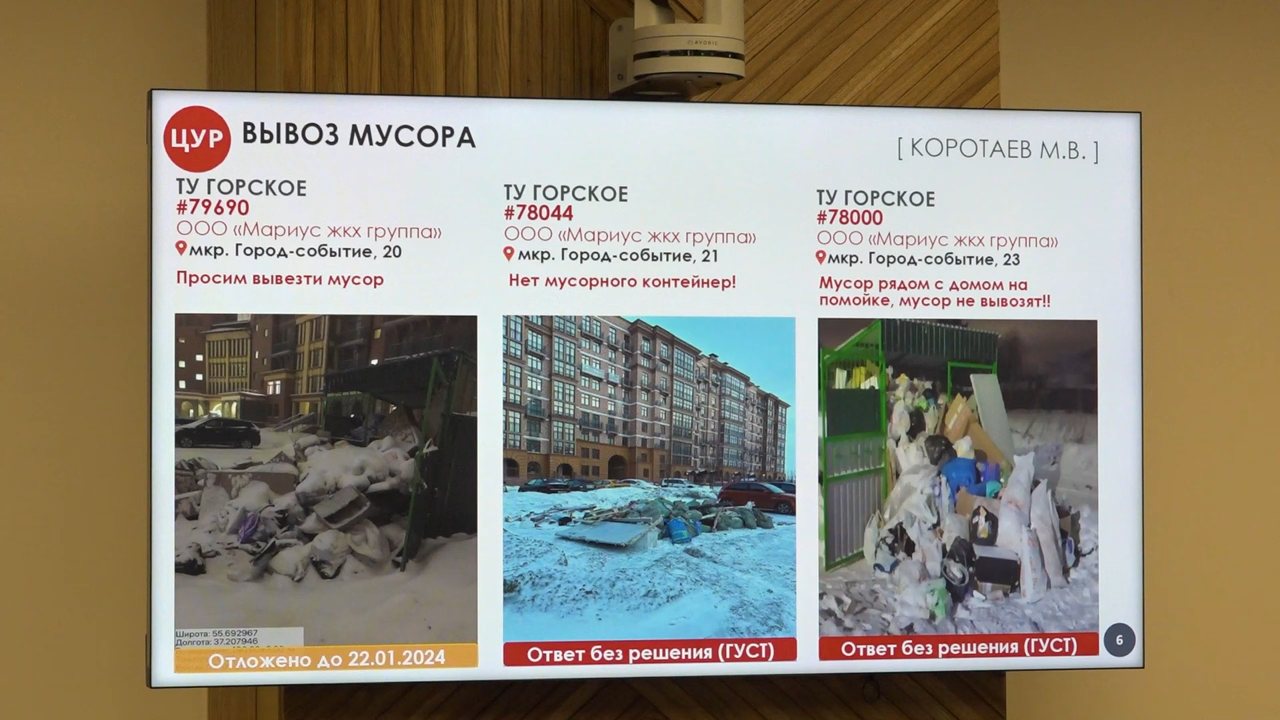 ЦУР
ВЫВОЗ МУСОРА
[ КОРОТАЕВ М.В. ]
ТУ ГОРСКОЕ
#79690
ООО «Мариус жкх группа»
мкр. Город-событие, 20
Просим вывезти мусор
Широта: 55.692967
Долгота: 37.207946
Отложено до 22.01.2024
ТУ ГОРСКОЕ
#78044
ООО «Мариус жкх группа»
мкр. Город-событие, 21
Нет мусорного контейнера!
Ответ без решения (ГУСТ)
ТУ ГОРСКОЕ
#78000
ООО «Мариус жкх группа»
мкр. Город-событие, 23
Мусор рядом с домом на
помойке, мусор не вывозят!!
Ответ без решения (ГУСТ)
6